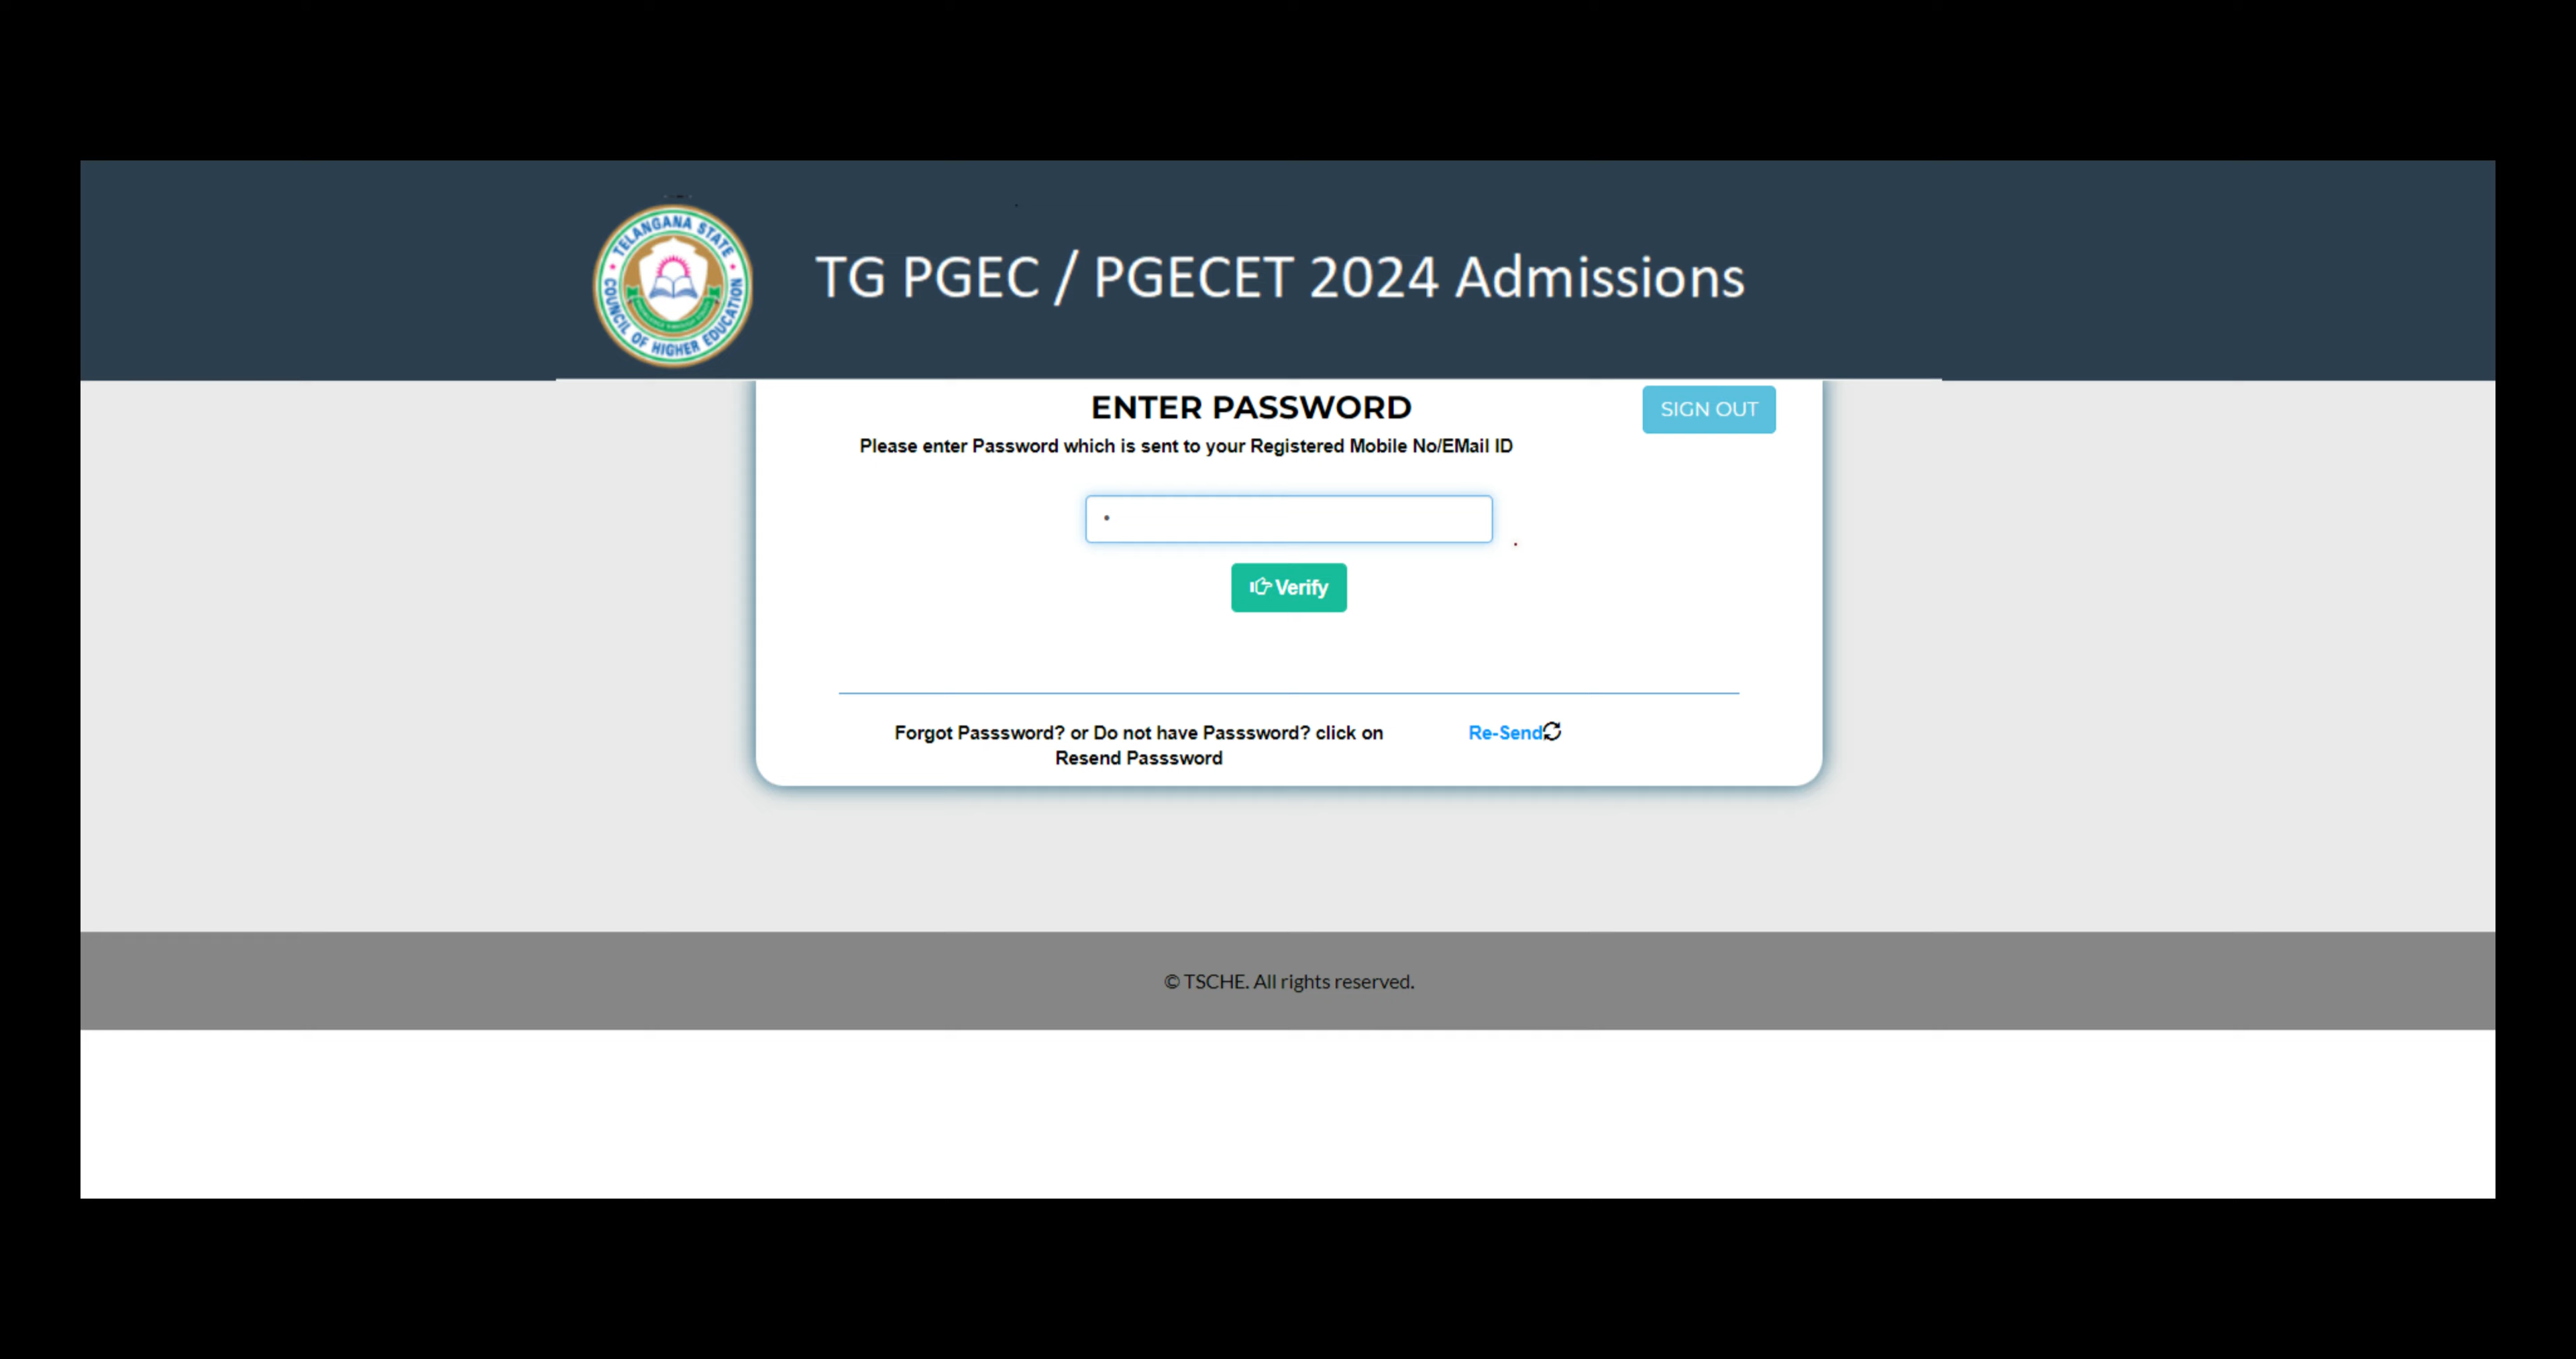 TELANGANA STATE
COUNCIL OF HIGHER EDUCATION
TG PGEC / PGECET 2024 Admissions
ENTER PASSWORD
SIGN OUT
Please enter Password which is sent to your Registered Mobile No/EMail ID
Verify
Forgot Passsword? or Do not have Passsword? click on
Resend Passsword
Re-Send
© TSCHE. All rights reserved.